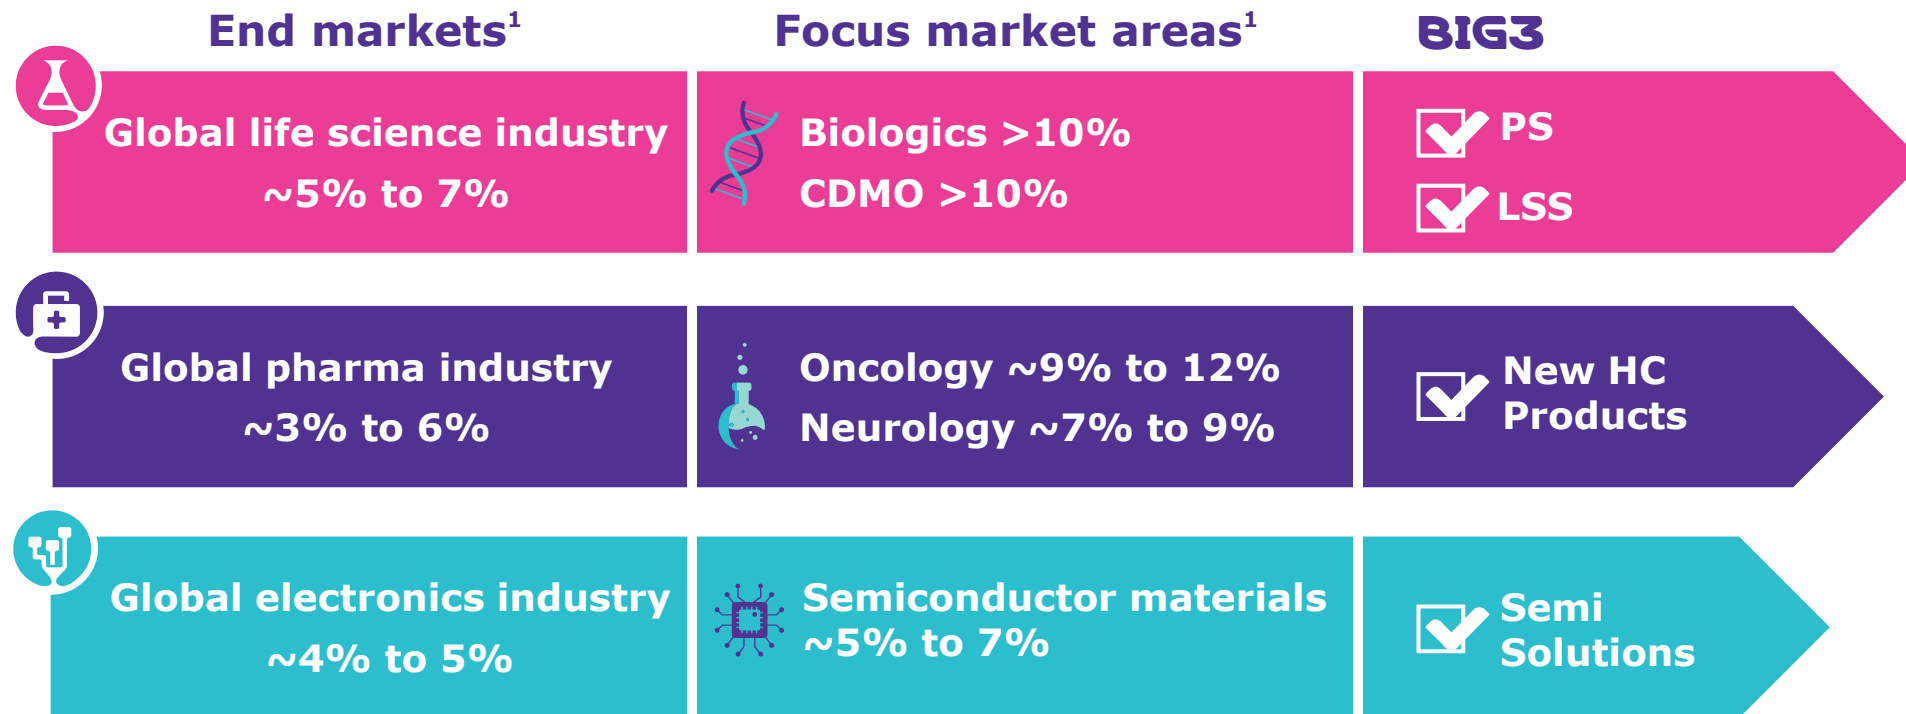 End markets¹
Focus market areas¹
BIG3
Global life science industry
~5% to 7%
Biologics >10%
CDMO >10%
PS
LSS
Global pharma industry
~3% to 6%
Oncology ~9% to 12%
Neurology ~7% to 9%
New HC
Products
Global electronics industry
~4% to 5%
Semiconductor materials
~5% to 7%
Semi
Solutions